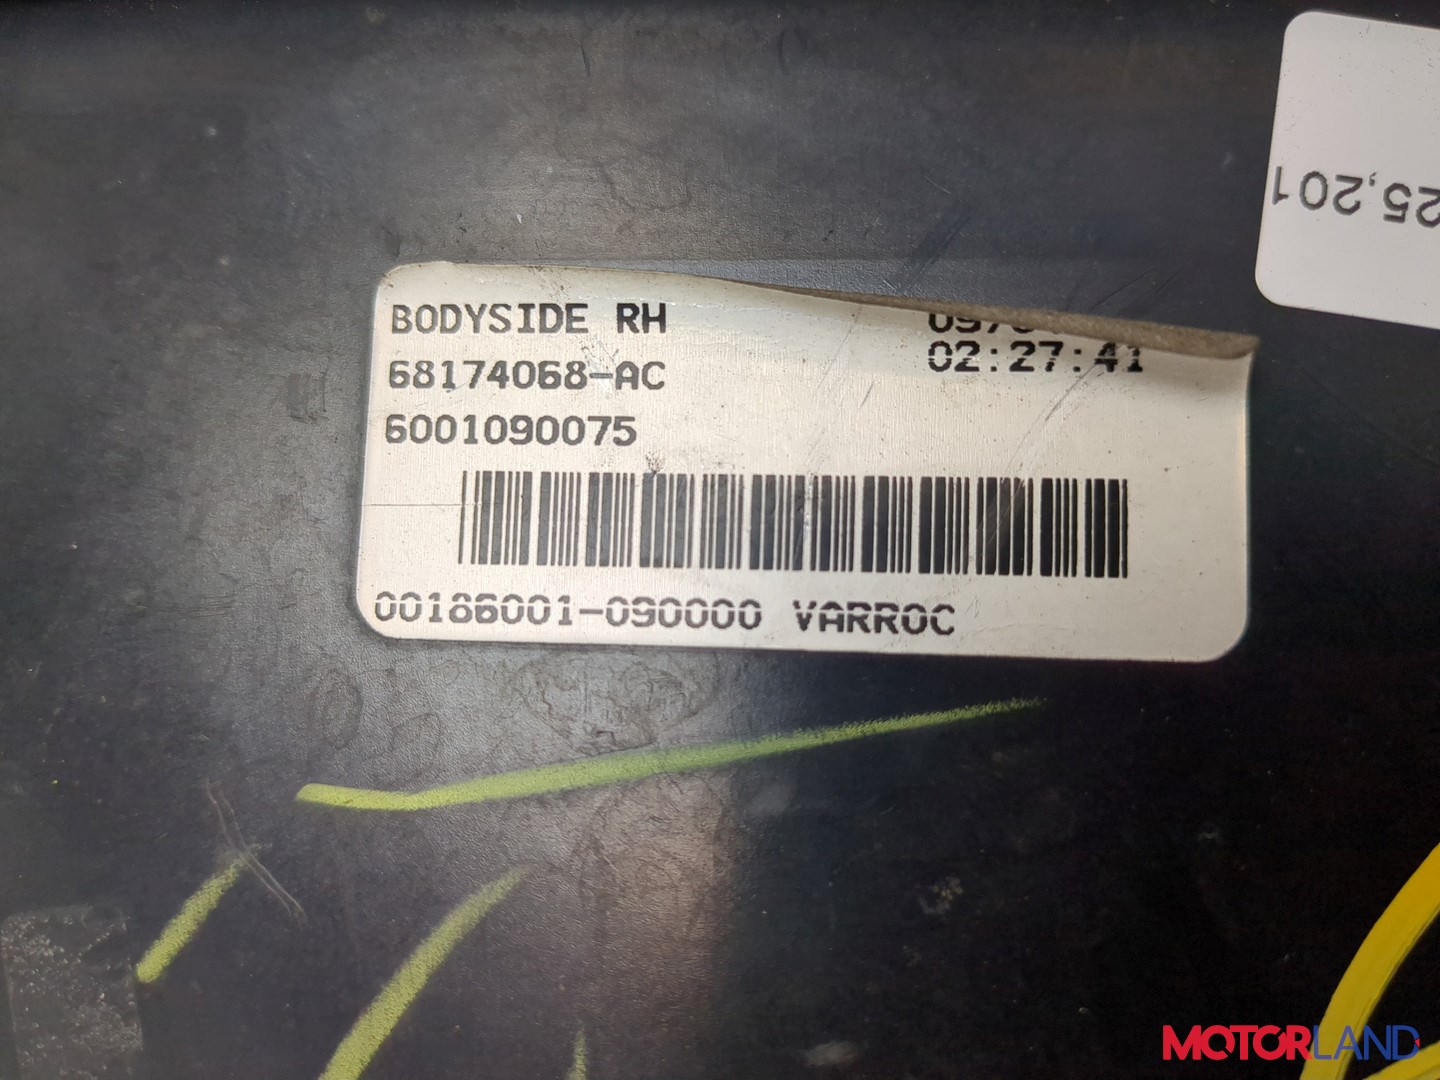 BODYSIDE RH
02:27:41
68174068-AC
6001090075
00186001-090000 VARROC
25,201
MOTORLAND